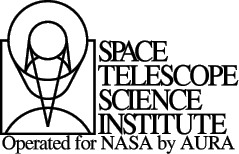 SPACE
TELESCOPE
SCIENCE
INSTITUTE
Operated for NASA by AURA